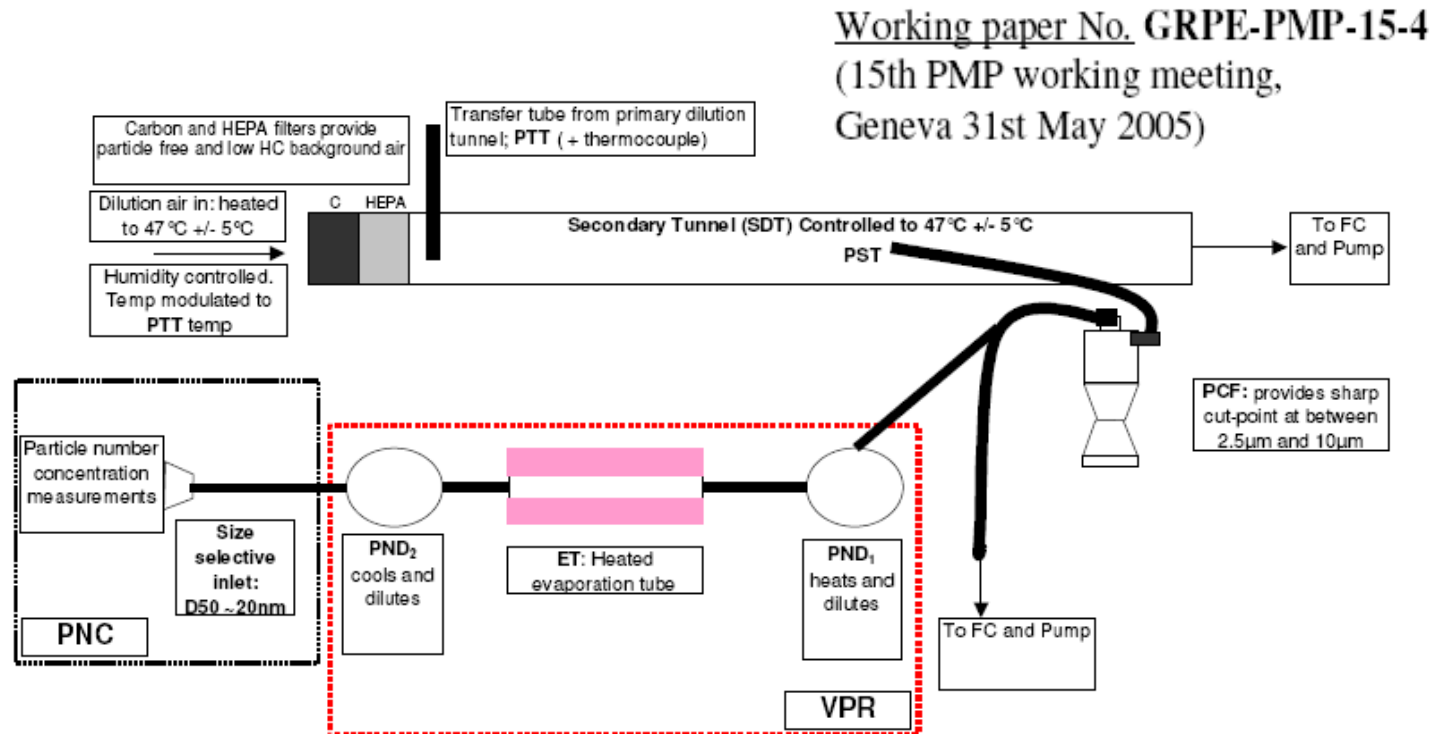 Working paper No. GRPE-PMP-15-4
(15th PMP working meeting,
Geneva 31st May 2005)
Carbon and HEPA filters provide
particle free and low HC background air
Transfer tube from primary dilution
tunnel; PTT ( + thermocouple)
Dilution air in: heated
to 47°C +/- 5°C
C HEPA
Secondary Tunnel (SDT) Controlled to 47°C +/- 5°C
PST
To FC
and Pump
Humidity controlled.
Temp modulated to
PTT temp
PCF: provides sharp
cut-point at between
2.5µm and 10µm
Particle number
concentration
measurements
Size
selective
inlet:
D50 ~20nm
PNC
PND₂
cools and
dilutes
ET: Heated
evaporation tube
PND₁
heats and
dilutes
To FC and Pump
VPR